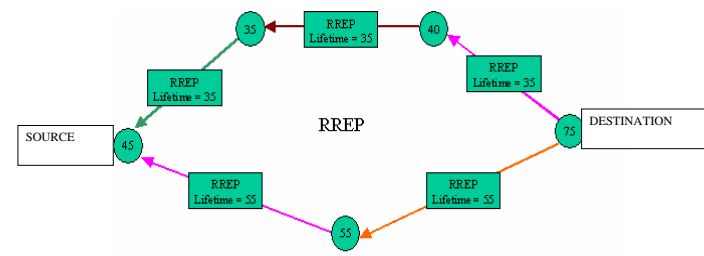 35
RREP
Lifetime = 35
40
RREP
Lifetime = 35
RREP
Lifetime = 35
RREP
SOURCE
45
75
DESTINATION
RREP
Lifetime = 55
RREP
Lifetime = 55
55